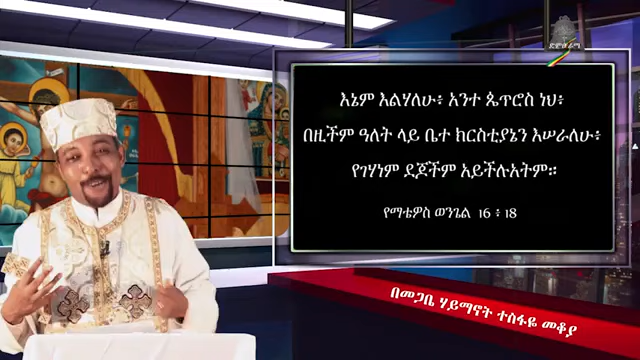 እኔም እልሃለሁ፥ አንተ ጴጥሮስ ነህ፥
በዚችም ዓለት ላይ ቤተ ክርስቲያኔን እሠራለሁ፥
የገሃነም ደጆችም አይችሉአትም።
የማቴዎስ ወንጌል 16 ፥ 18
በመጋቤ ሃይማኖት ተስፋዬ መቆያ